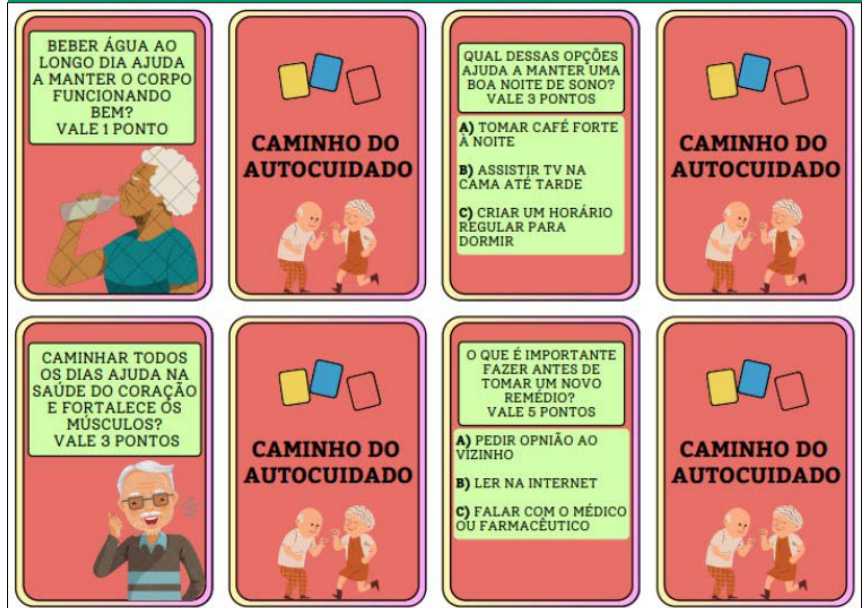 BEBER ÁGUA AO
LONGO DIA AJUDA
A MANTER O CORPO
FUNCIONANDO
BEM?
VALE 1 PONTO
CAMINHO DO
AUTOCUIDADO
QUAL DESSAS OPÇÕES
AJUDA A MANTER UMA
BOA NOITE DE SONO?
VALE 3 PONTOS
A) TOMAR CAFÉ FORTE
À NOITE
B) ASSISTIR TV NA
CAMA ATÉ TARDE
C) CRIAR UM HORÁRIO
REGULAR PARA
DORMIR
CAMINHO DO
AUTOCUIDADO
CAMINHAR TODOS
OS DIAS AJUDA NA
SAÚDE DO CORAÇÃO
E FORTALECE OS
MÚSCULOS?
VALE 3 PONTOS
CAMINHO DO
AUTOCUIDADO
O QUE É IMPORTANTE
FAZER ANTES DE
TOMAR UM NOVO
REMÉDIO?
VALE 5 PONTOS
A) PEDIR OPNIÃO AO
VIZINHO
B) LER NA INTERNET
C) FALAR COM O MÉDICO
OU FARMACÊUTICO
CAMINHO DO
AUTOCUIDADO